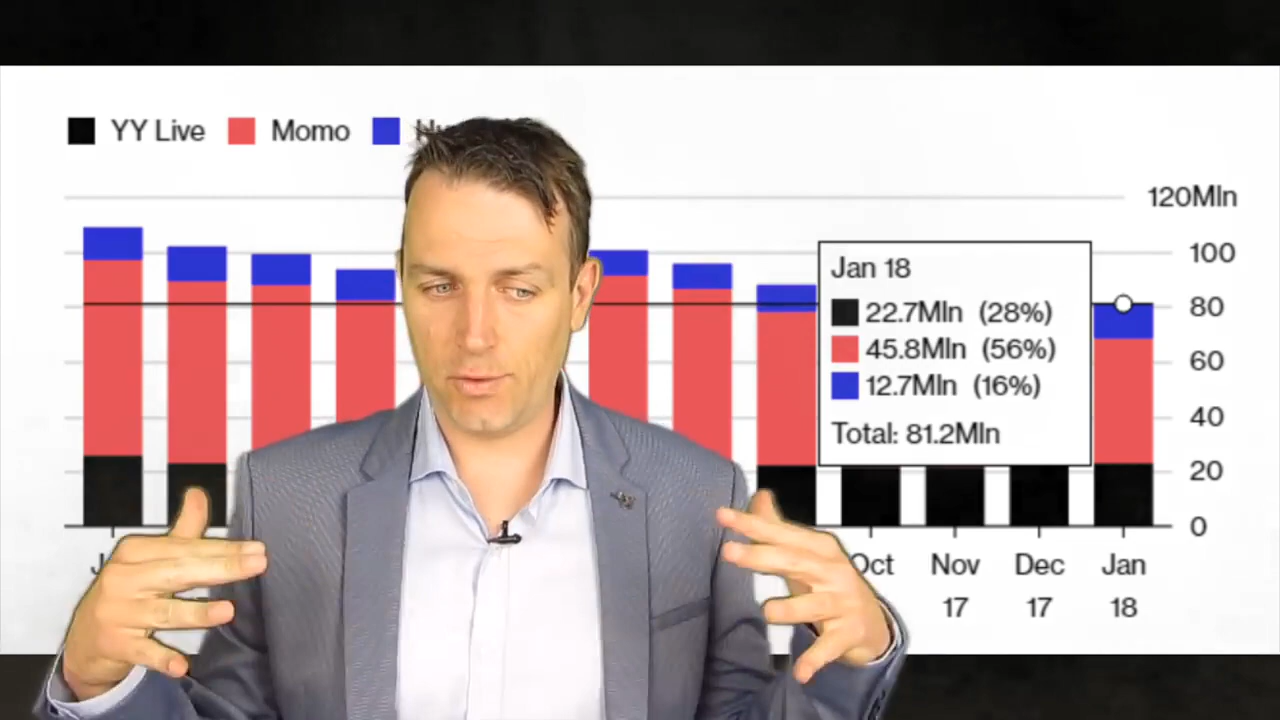 YY Live Momo
120Mln
100
80
60
40
20
0
Jan 18
22.7Mln (28%)
45.8Mln (56%)
12.7Mln (16%)
Total: 81.2Mln
Oct Nov Dec Jan
17 17 18